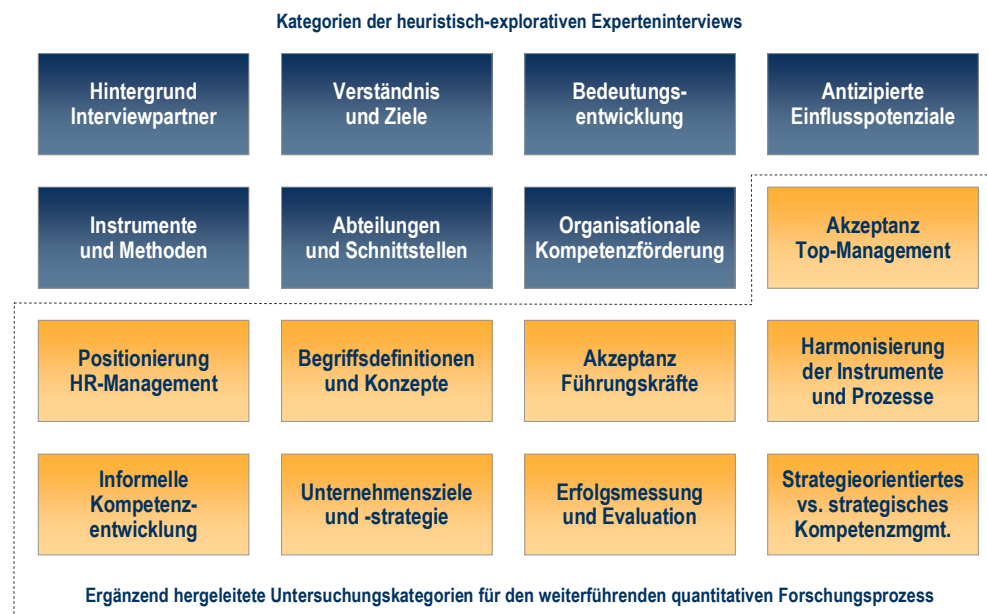 Kategorien der heuristisch-explorativen Experteninterviews
Hintergrund
Interviewpartner
Verständnis
und Ziele
Bedeutungs-
entwicklung
Antizipierte
Einflusspotenziale
Instrumente
und Methoden
Abteilungen
und Schnittstellen
Organisationale
Kompetenzförderung
Akzeptanz
Top-Management
Positionierung
HR-Management
Begriffsdefinitionen
und Konzepte
Akzeptanz
Führungskräfte
Harmonisierung
der Instrumente
und Prozesse
Informelle
Kompetenz-
entwicklung
Unternehmensziele
und -strategie
Erfolgsmessung
und Evaluation
Strategieorientiertes
vs. strategisches
Kompetenzmgmt.
Ergänzend hergeleitete Untersuchungskategorien für den weiterführenden quantitativen Forschungsprozess